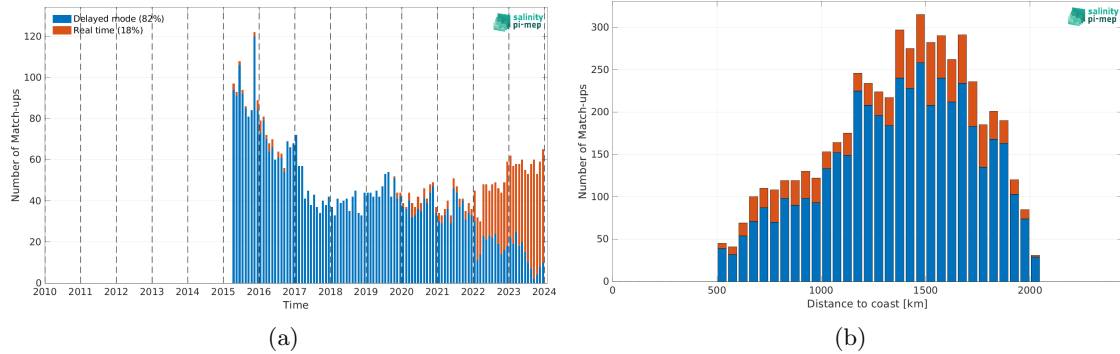 Delayed mode (82%)
Real time (18%)
salinity
pi-mep
120
100
80
60
40
20
0
Number of Match-ups
2010 2011 2012 2013 2014 2015 2016 2017 2018 2019 2020 2021 2022 2023 2024
Time
(a)
salinity
pi-mep
300
250
200
150
100
50
0
Number of Match-ups
0 500 1000 1500 2000
Distance to coast [km]
(b)